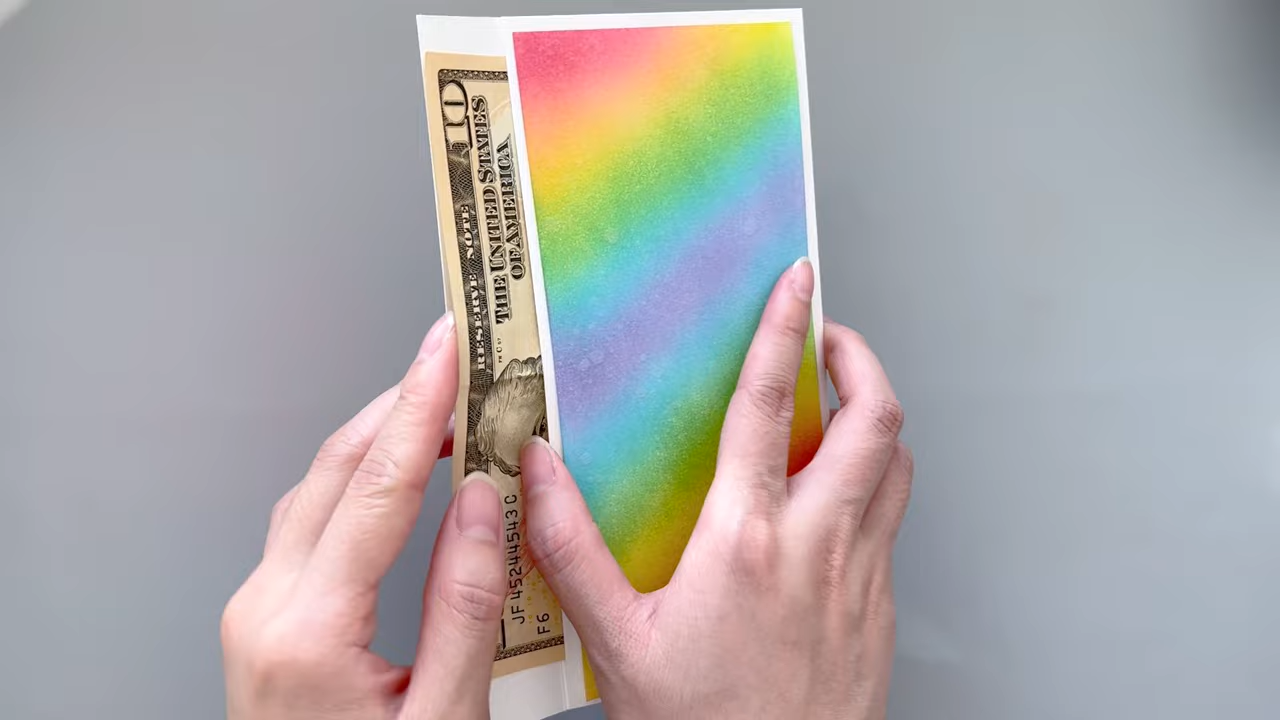 RESERVE NOTE
10
THE UNITED STATES
OF AMERICA
JF 45244543 C
F6